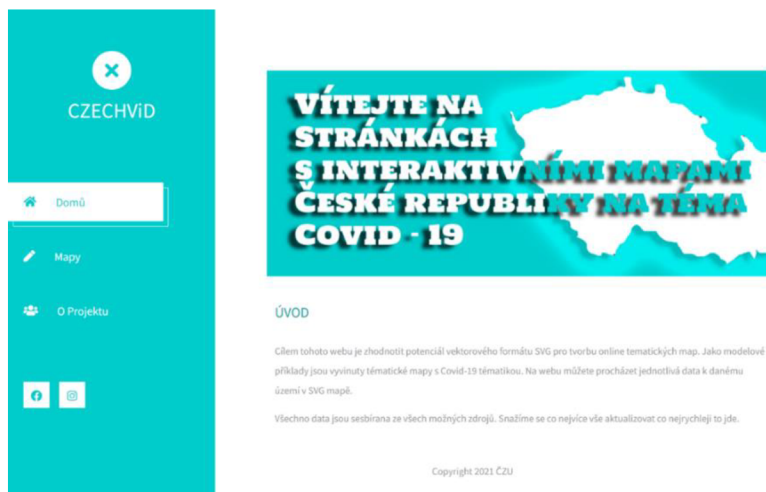 CZECHViD
Domů
Mapy
O Projektu
VÍTEJTE NA
STRÁNKÁCH
S INTERAKTIVNÍMI MAPAMI
ČESKÉ REPUBLIKY NA TÉMA
COVID - 19
ÚVOD
Cílem tohoto webu je zhodnotit potenciál vektorového formátu SVG pro tvorbu online tematických map. Jako modelové
příklady jsou vyvinuty tématické mapy s Covid-19 tématikou. Na webu můžete procházet jednotlivá data k danému
území v SVG mapě.
Všechno data jsou sesbírana ze všech možných zdrojů. Snažíme se co nejvíce vše aktualizovat co nejrychleji to jde.
Copyright 2021 ČZU